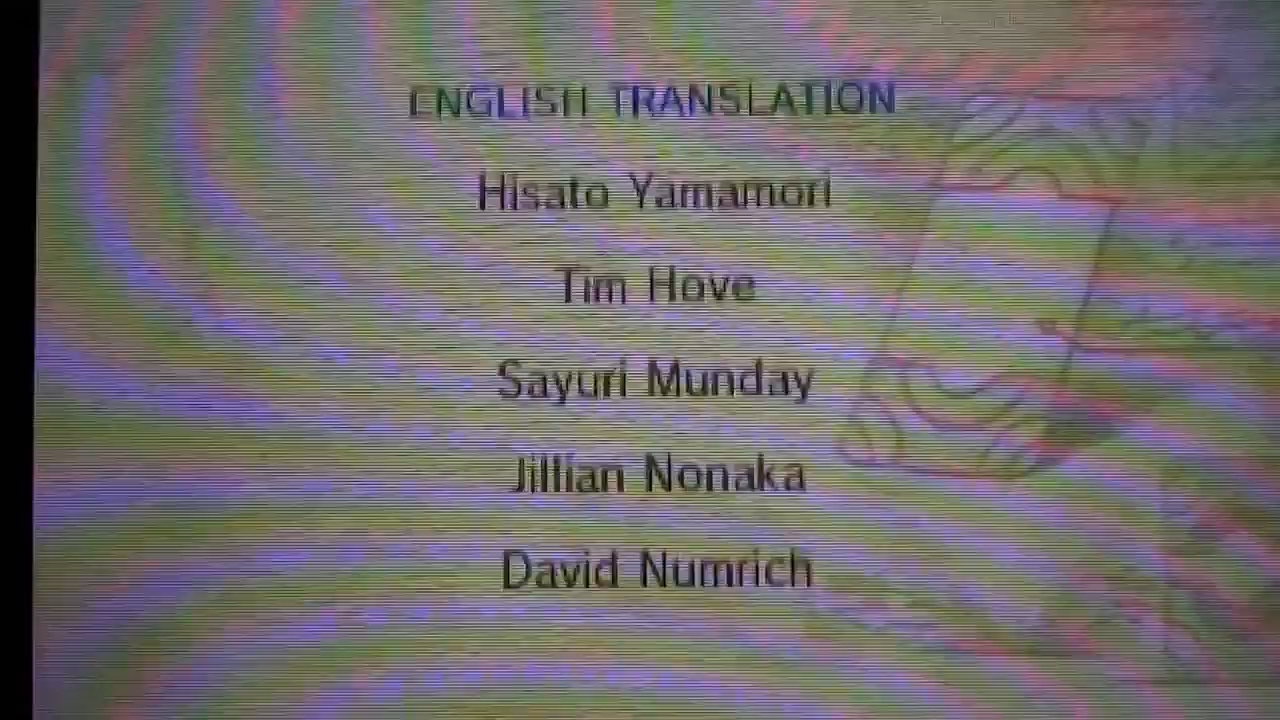 ENGLISH TRANSLATION
Hisato Yamamori
Tim Hove
Sayuri Munday
Jillian Nonaka
David Numrich